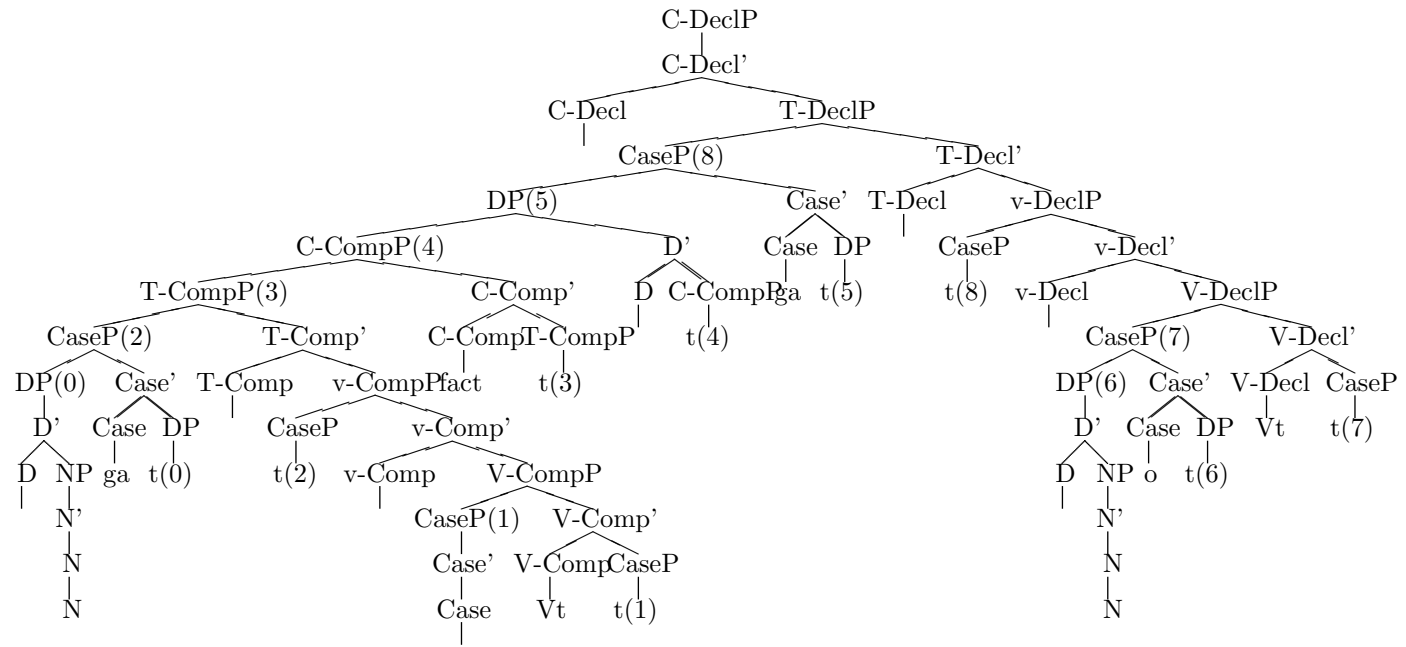 C-DeclP
C-Decl’
C-Decl T-DeclP
CaseP(8) T-Decl’
DP(5) Case’ T-Decl v-DeclP
C-CompP(4) D’ Case DP CaseP v-Decl’
T-CompP(3) C-Comp’ D C-CompP ga t(5) t(8) v-Decl V-DeclP
CaseP(2) T-Comp’ C-Comp T-CompP t(4) CaseP(7) V-Decl’
DP(0) Case’ T-Comp v-CompP fact t(3) DP(6) Case’ V-Decl CaseP
D’ Case DP CaseP v-Comp’ D’ Case DP Vt t(7)
D NP ga t(0) t(2) v-Comp V-CompP D NP o t(6)
N’ CaseP(1) V-Comp’ N’
N Case’ V-Comp CaseP N
N Case Vt t(1) N